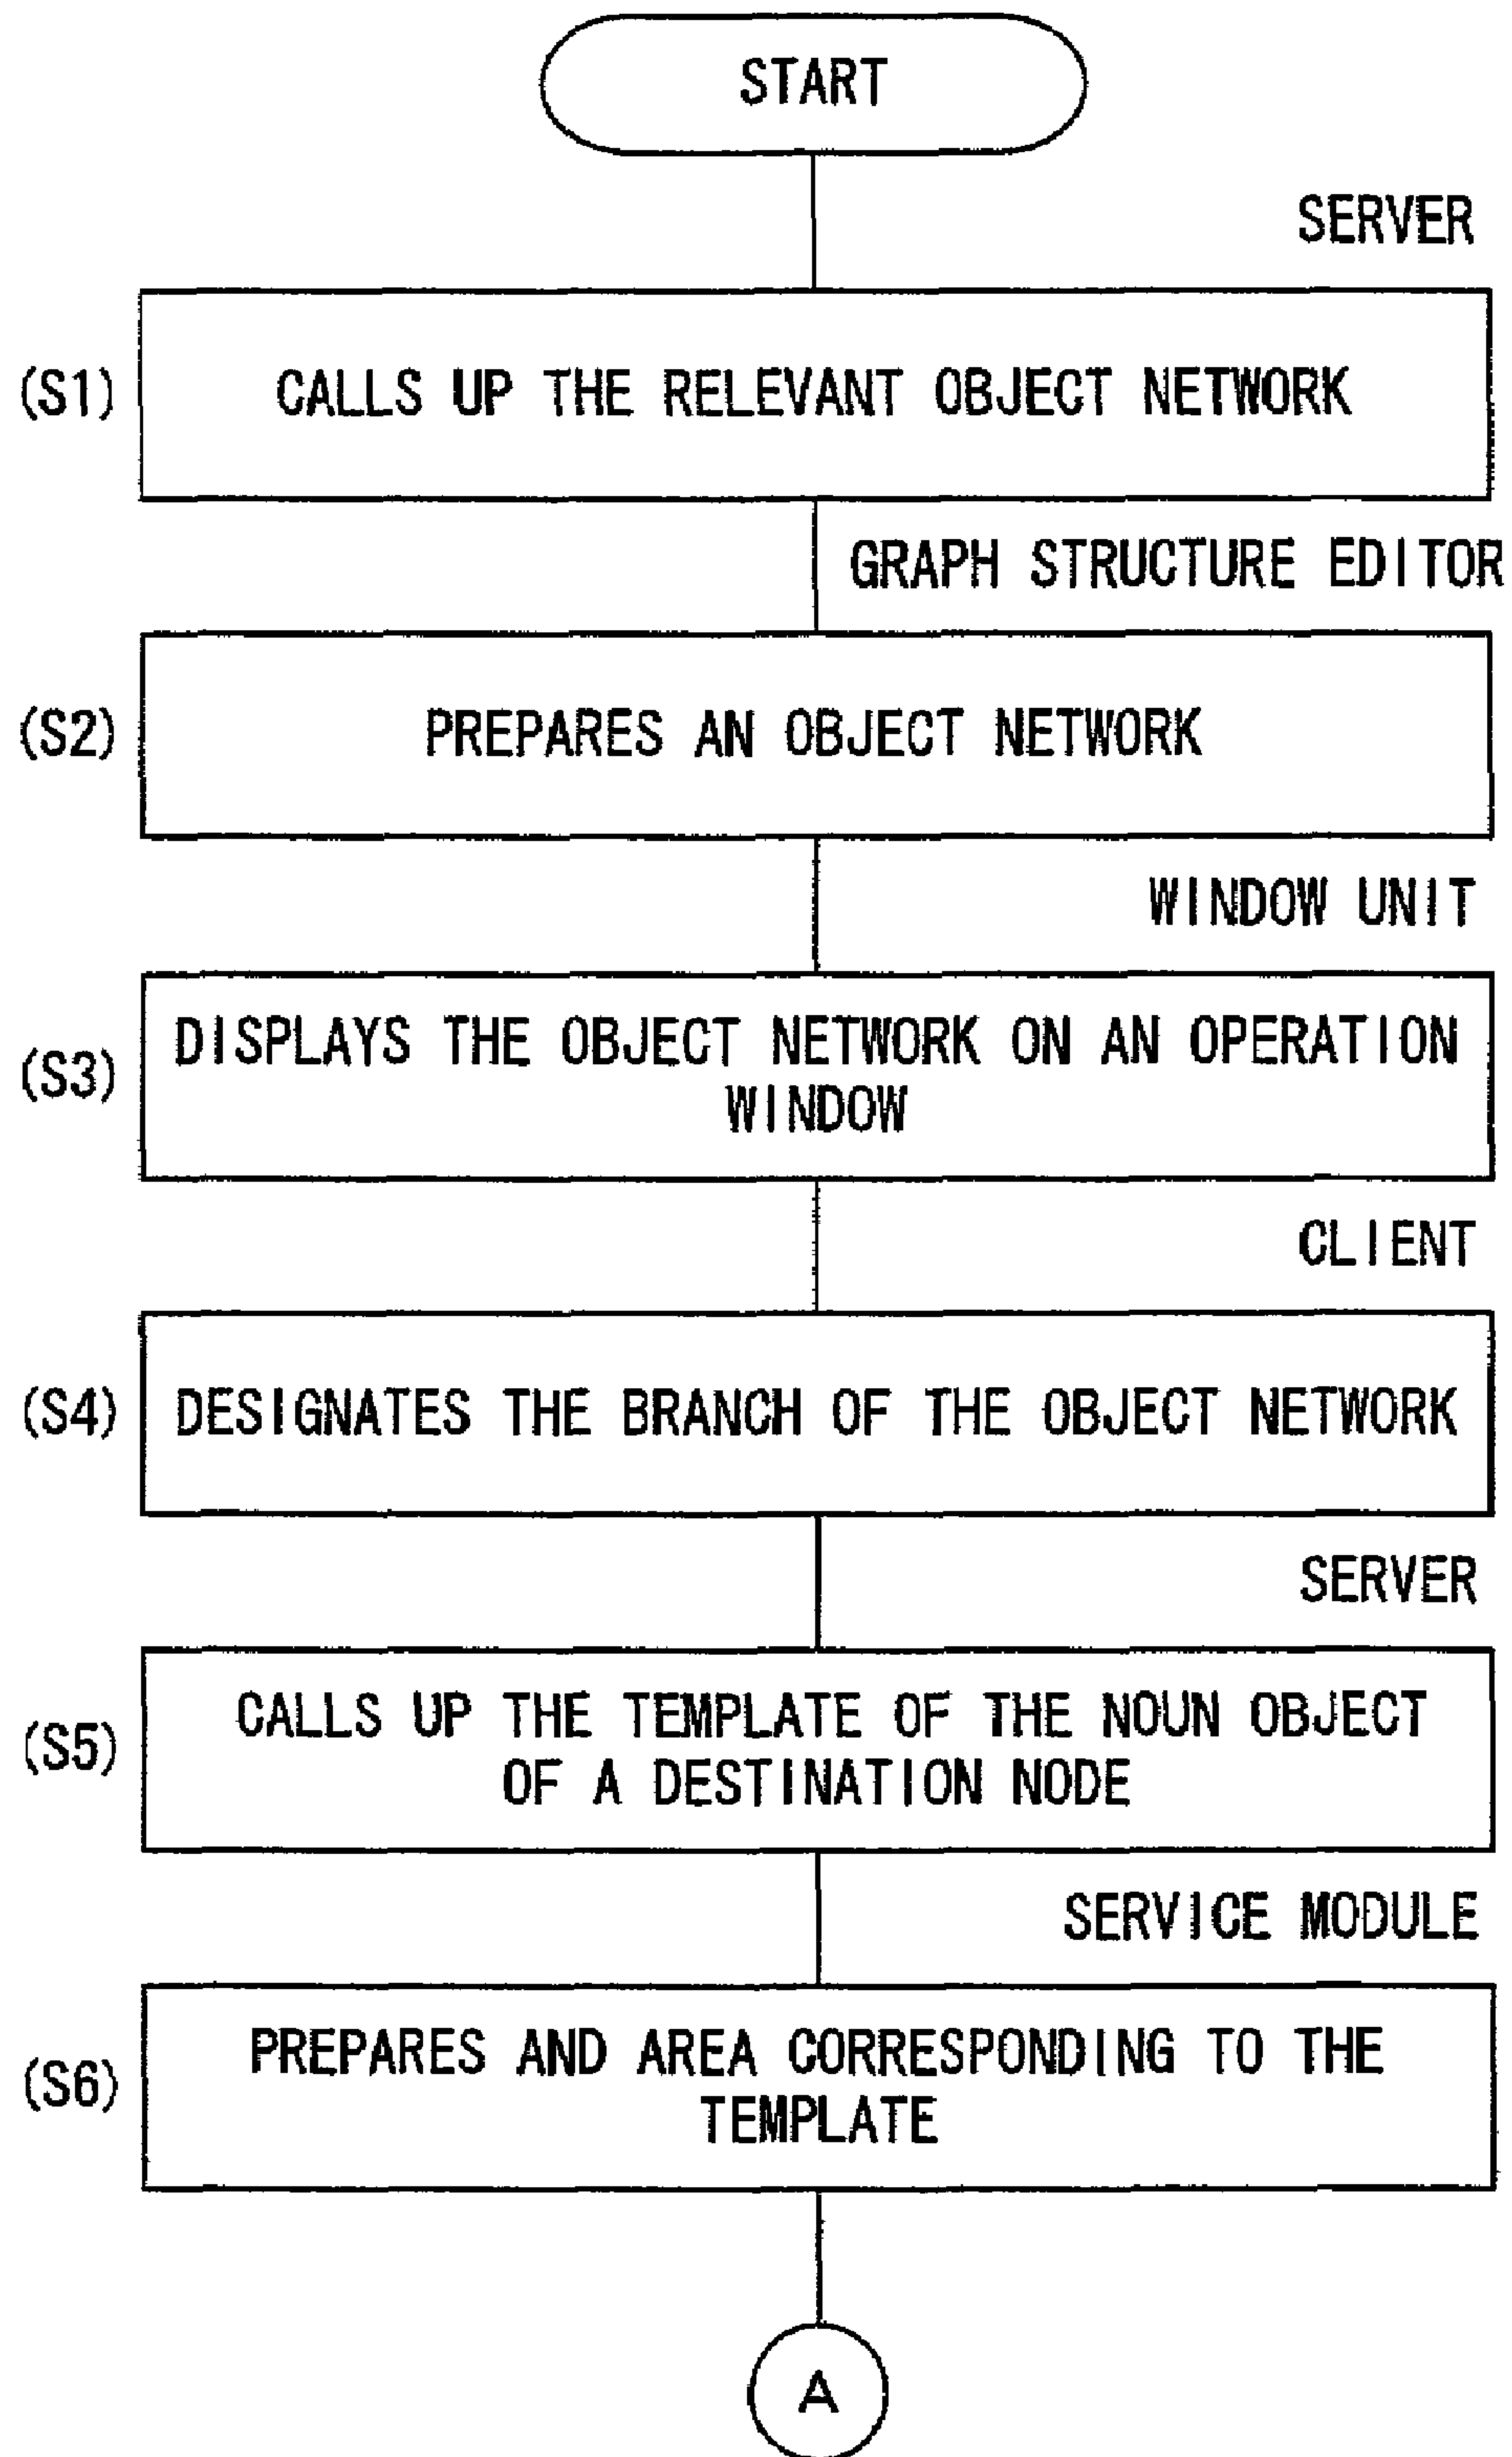 START
SERVER
(S1)
CALLS UP THE RELEVANT OBJECT NETWORK
GRAPH STRUCTURE EDITOR
(S2)
PREPARES AN OBJECT NETWORK
WINDOW UNIT
(S3)
DISPLAYS THE OBJECT NETWORK ON AN OPERATION
WINDOW
CLIENT
(S4)
DESIGNATES THE BRANCH OF THE OBJECT NETWORK
SERVER
(S5)
CALLS UP THE TEMPLATE OF THE NOUN OBJECT
OF A DESTINATION NODE
SERVICE MODULE
(S6)
PREPARES AND AREA CORRESPONDING TO THE
TEMPLATE
A